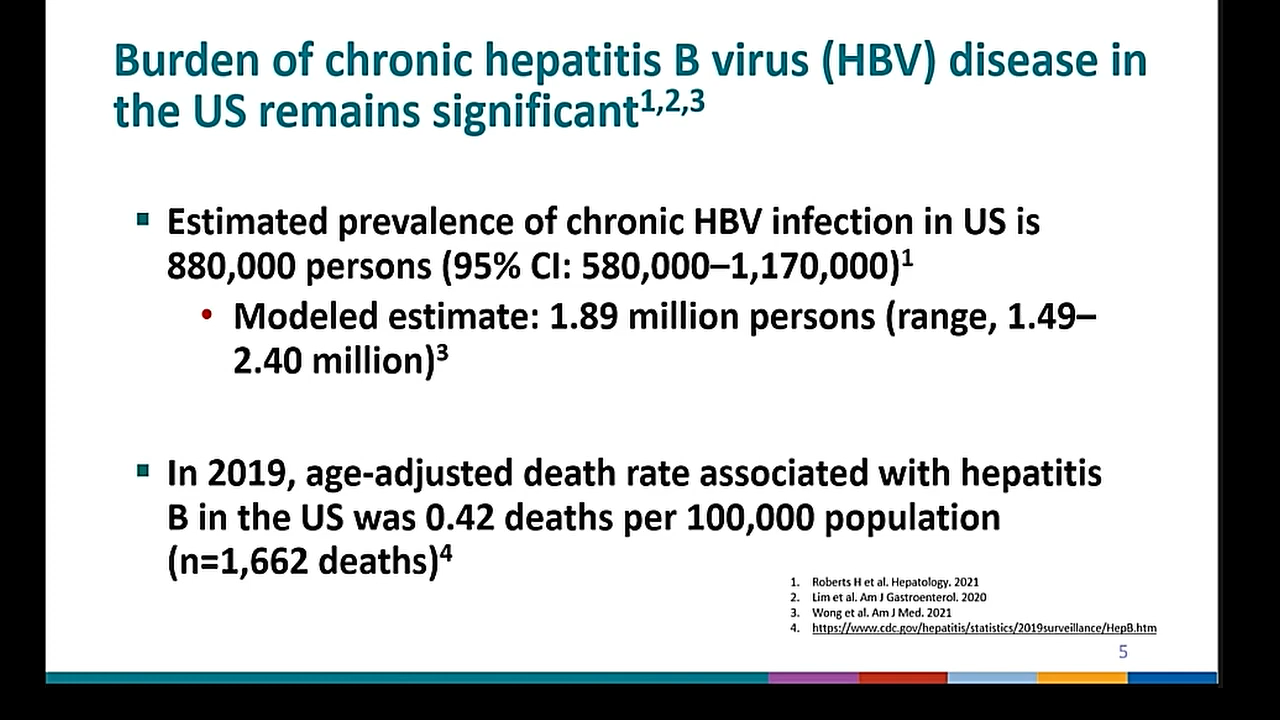 Burden of chronic hepatitis B virus (HBV) disease in
the US remains significant1,2,3
▪ Estimated prevalence of chronic HBV infection in US is
880,000 persons (95% CI: 580,000–1,170,000)1
• Modeled estimate: 1.89 million persons (range, 1.49–
2.40 million)3
▪ In 2019, age-adjusted death rate associated with hepatitis
B in the US was 0.42 deaths per 100,000 population
(n=1,662 deaths)4
1. Roberts H et al. Hepatology. 2021
2. Lim et al. Am J Gastroenterol. 2020
3. Wong et al. Am J Med. 2021
4. https://www.cdc.gov/hepatitis/statistics/2019surveillance/HepB.htm
5